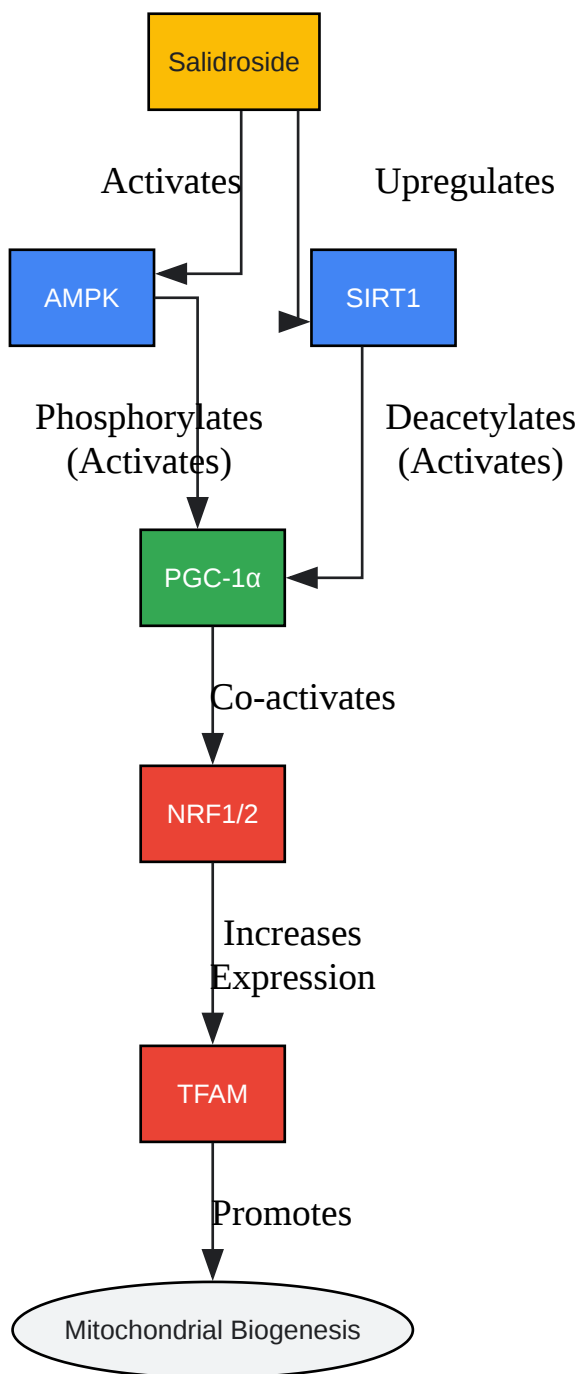 Salidroside
Activates
Upregulates
AMPK
SIRT1
Phosphorylates
(Activates)
Deacetylates
(Activates)
PGC-1α
Co-activates
NRF1/2
Increases
Expression
TFAM
Promotes
Mitochondrial Biogenesis